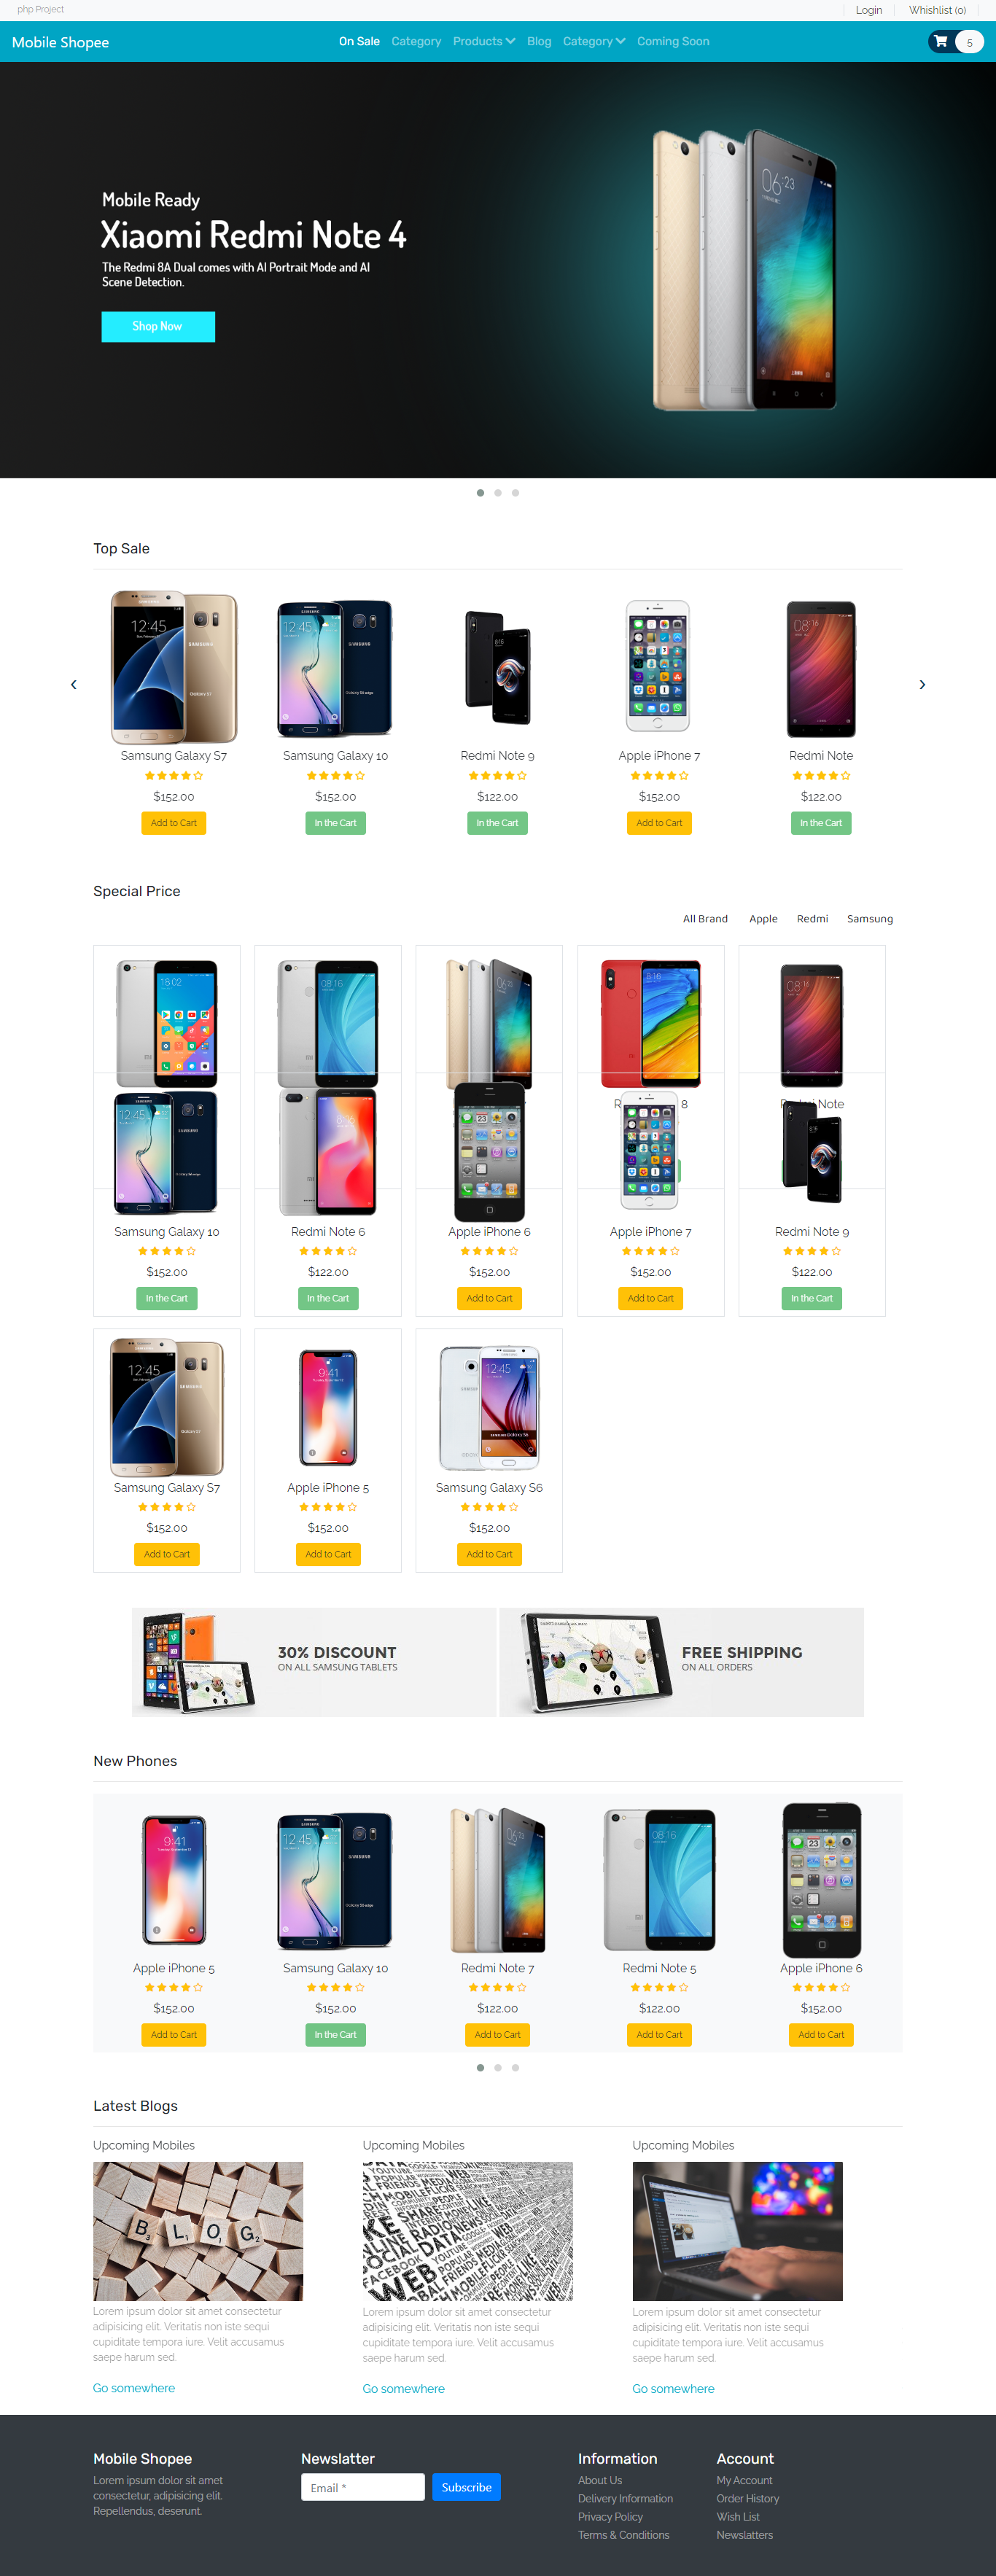 php Project
Login
Whishlist (0)
Mobile Shopee
On Sale
Category
Products
Blog
Category
Coming Soon
5
Mobile Ready
Xiaomi Redmi Note 4
The Redmi 8A Dual comes with AI Portrait Mode and AI
Scene Detection.
Shop Now
Top Sale
Samsung Galaxy S7
Samsung Galaxy 10
Redmi Note 9
Apple iPhone 7
Redmi Note
$152.00
$152.00
$122.00
$152.00
$122.00
Add to Cart
In the Cart
In the Cart
Add to Cart
In the Cart
Special Price
All Brand
Apple
Redmi
Samsung
8
Note
Samsung Galaxy 10
Redmi Note 6
Apple iPhone 6
Apple iPhone 7
Redmi Note 9
$152.00
$122.00
$152.00
$152.00
$122.00
In the Cart
In the Cart
Add to Cart
Add to Cart
In the Cart
Samsung Galaxy S7
Apple iPhone 5
Samsung Galaxy S6
$152.00
$152.00
$152.00
Add to Cart
Add to Cart
Add to Cart
30% DISCOUNT
ON ALL SAMSUNG TABLETS
FREE SHIPPING
ON ALL ORDERS
New Phones
Apple iPhone 5
Samsung Galaxy 10
Redmi Note 7
Redmi Note 5
Apple iPhone 6
$152.00
$152.00
$122.00
$122.00
$152.00
Add to Cart
In the Cart
Add to Cart
Add to Cart
Add to Cart
Latest Blogs
Upcoming Mobiles
BLOG
Lorem ipsum dolor sit amet consectetur
adipisicing elit. Veritatis non iste sequi
cupiditate tempora iure. Velit accusamus
saepe harum sed.
Go somewhere
Upcoming Mobiles
Lorem ipsum dolor sit amet consectetur
adipisicing elit. Veritatis non iste sequi
cupiditate tempora iure. Velit accusamus
saepe harum sed.
Go somewhere
Upcoming Mobiles
Lorem ipsum dolor sit amet consectetur
adipisicing elit. Veritatis non iste sequi
cupiditate tempora iure. Velit accusamus
saepe harum sed.
Go somewhere
Mobile Shopee
Lorem ipsum dolor sit amet
consectetur, adipisicing elit.
Repellendus, deserunt.
Newslatter
Email *
Subscribe
Information
About Us
Delivery Information
Privacy Policy
Terms & Conditions
Account
My Account
Order History
Wish List
Newslatters